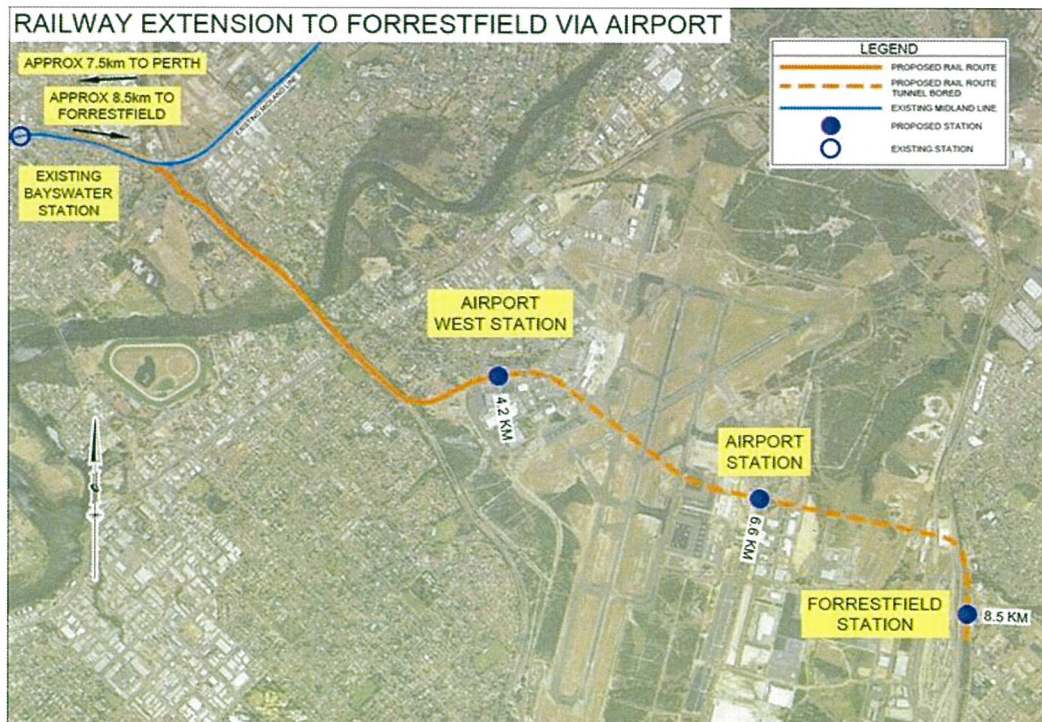 RAILWAY EXTENSION TO FORRESTFIELD VIA AIRPORT
APPROX 7.5km TO PERTH
APPROX 8.5km TO
FORRESTFIELD
EXISTING MIDLAND LINE
EXISTING
BAYSWATER
STATION
LEGEND
PROPOSED RAIL ROUTE
PROPOSED RAIL ROUTE
TUNNEL BORED
EXISTING MIDLAND LINE
PROPOSED STATION
EXISTING STATION
AIRPORT
WEST STATION
4.2 KM
AIRPORT
STATION
6.6 KM
FORRESTFIELD
STATION
8.5 KM